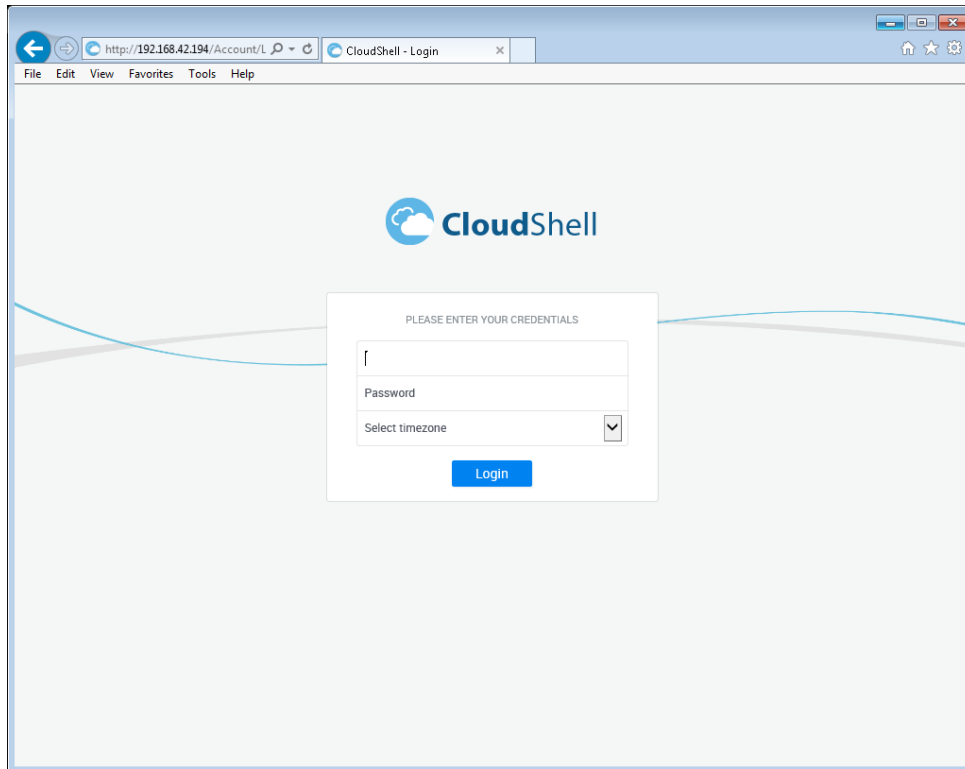 http://192.168.42.194/Account/L
CloudShell - Login
File Edit View Favorites Tools Help
CloudShell
PLEASE ENTER YOUR CREDENTIALS
Password
Select timezone
Login